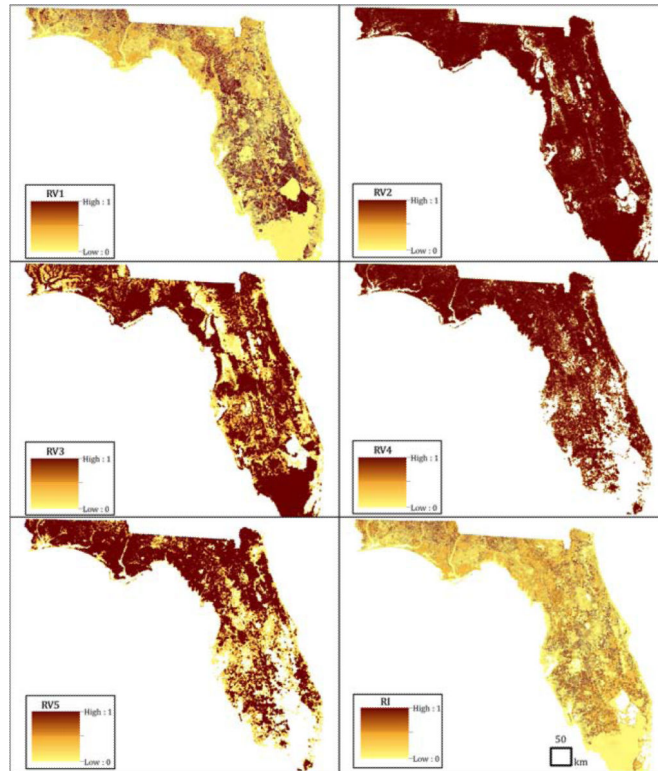 RV1
High : 1
Low : 0
RV2
High : 1
Low : 0
RV3
High : 1
Low : 0
RV4
High : 1
Low : 0
RV5
High : 1
Low : 0
RI
High : 1
Low : 0
50
km